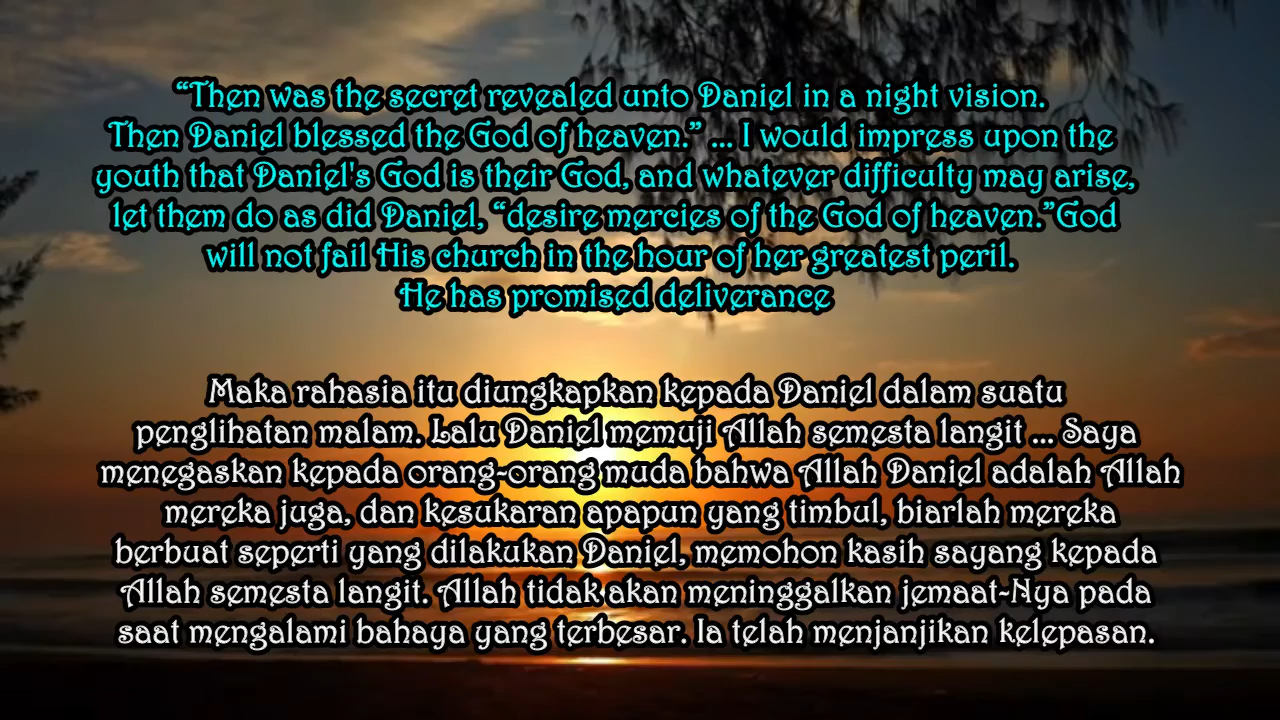 “Then was the secret revealed unto Daniel in a night vision.
Then Daniel blessed the God of heaven.” ... I would impress upon the
youth that Daniel's God is their God, and whatever difficulty may arise,
let them do as did Daniel, “desire mercies of the God of heaven.”God
will not fail His church in the hour of her greatest peril.
He has promised deliverance
Maka rahasia itu diungkapkan kepada Daniel dalam suatu
penglihatan malam. Lalu Daniel memuji Allah semesta langit ... Saya
menegaskan kepada orang-orang muda bahwa Allah Daniel adalah Allah
mereka juga, dan kesukaran apapun yang timbul, biarlah mereka
berbuat seperti yang dilakukan Daniel, memohon kasih sayang kepada
Allah semesta langit. Allah tidak akan meninggalkan jemaat-Nya pada
saat mengalami bahaya yang terbesar. Ia telah menjanjikan kelepasan.